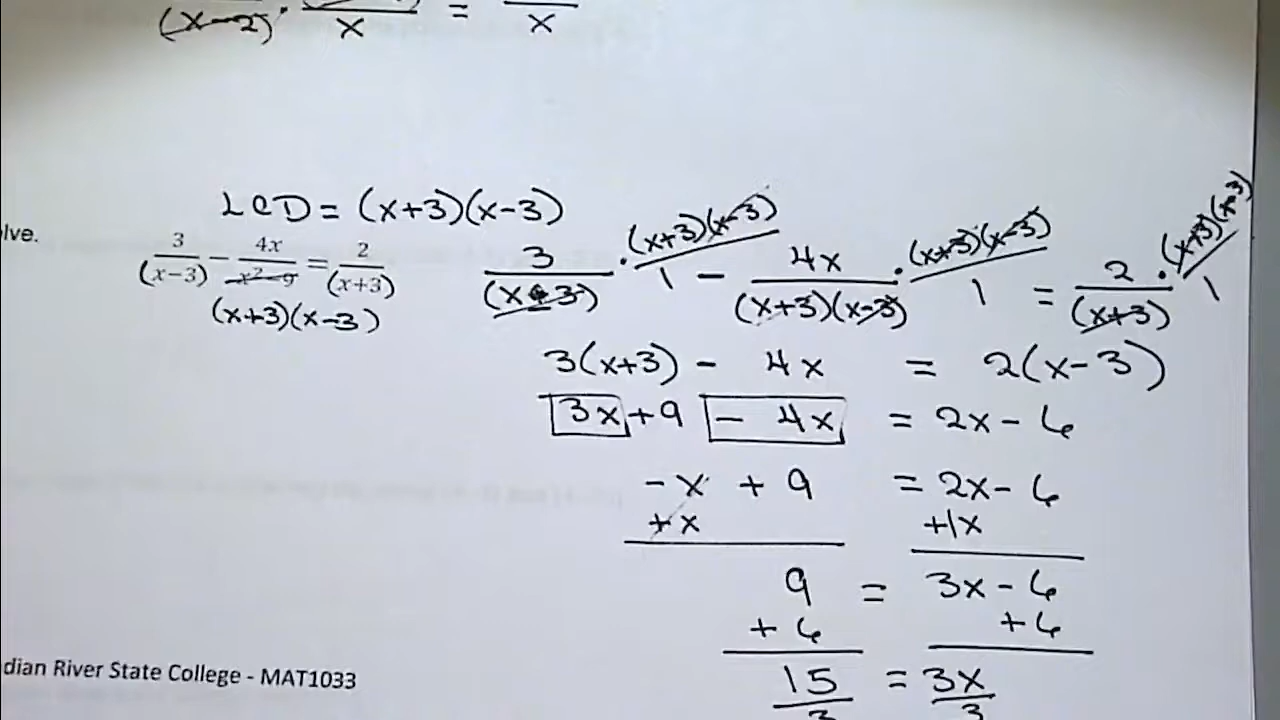 (x-2) · x = x
LCD = (x+3)(x-3)
lve.
3/(x-3) - 4x/(x²-9) = 2/(x+3)
(x+3)(x-3)
3/(x-3) · (x+3)(x-3)/1 - 4x/((x+3)(x-3)) · (x+3)(x-3)/1 = 2/(x+3) · (x+3)(x-3)/1
3(x+3) - 4x = 2(x-3)
3x + 9 - 4x = 2x - 6
-x + 9 = 2x - 6
+x +1x
9 = 3x - 6
+6 +6
15 = 3x
3 3
dian River State College - MAT1033